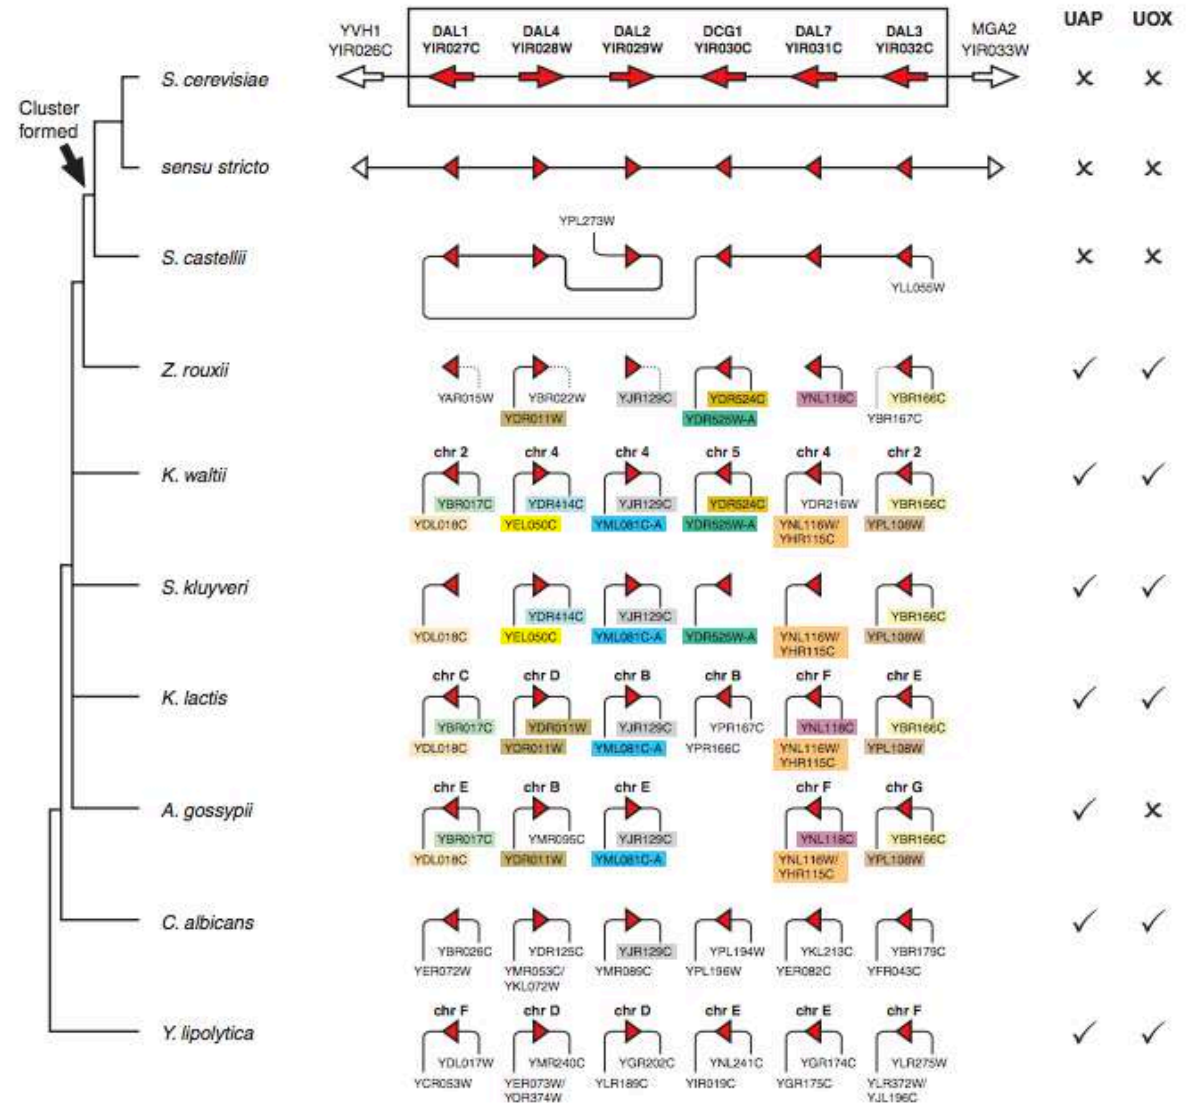 UAP UOX
YVH1 DAL1 DAL4 DAL2 DCG1 DAL7 DAL3 MGA2
YIR026C YIR027C YIR028W YIR029W YIR030C YIR031C YIR032C YIR033W
S. cerevisiae
Cluster
formed
sensu stricto
YPL273W
S. castellii
YLL055W
Z. rouxii
YAR015W YBR022W YJR129C YDR524C YNL118C YBR166C
YDR011W YDR525W-A YBR167C
chr 2 chr 4 chr 4 chr 5 chr 4 chr 2
K. waltii
YBR017C YDR414C YJR129C YDR524C YDR216W YBR166C
YDL018C YEL050C YML081C-A YDR525W-A YNL116W/ YPL108W
YHR115C
S. kluyveri
YDR414C YJR129C YBR166C
YDL018C YEL050C YML081C-A YDR525W-A YNL116W/ YPL108W
YHR115C
chr C chr D chr B chr B chr F chr E
K. lactis
YBR017C YDR011W YJR129C YPR167C YNL118C YBR166C
YDL018C YDR011W YML081C-A YPR166C YNL116W/ YPL108W
YHR115C
chr E chr B chr E chr F chr G
A. gossypii
YBR017C YMR095C YJR129C YNL118C YBR166C
YDL018C YDR011W YML081C-A YNL116W/ YPL108W
YHR115C
C. albicans
YBR026C YDR125C YJR129C YPL194W YKL213C YBR179C
YER072W YMR053C/ YMR089C YPL196W YER082C YFR043C
YKL072W
chr F chr D chr D chr E chr E chr F
Y. lipolytica
YDL017W YMR240C YGR202C YNL241C YGR174C YLR275W
YCR053W YER073W/ YLR189C YIR019C YGR175C YLR372W/
YOR374W YJL196C